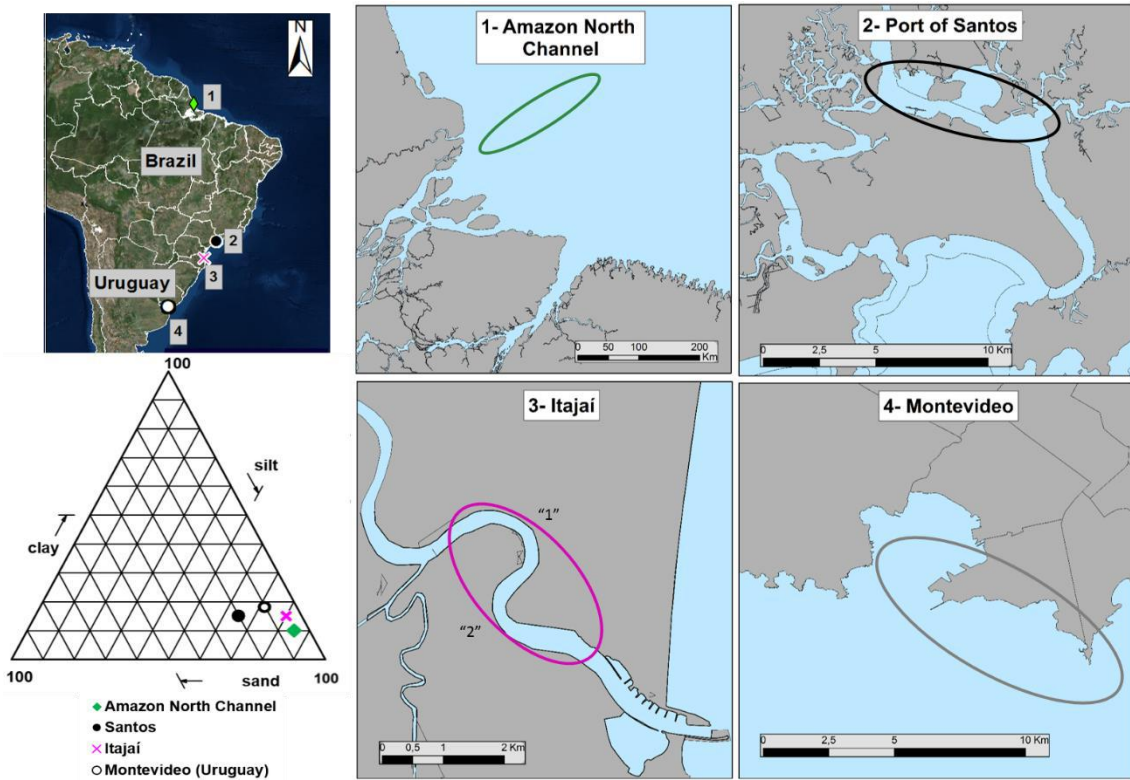 N
1
Brazil
2
3
Uruguay
4
1- Amazon North
Channel
0 50 100 200
Km
2- Port of Santos
0 2,5 5 10 Km
100
silt
clay
100
sand
100
Amazon North Channel
Santos
Itajaí
Montevideo (Uruguay)
3- Itajaí
“1”
“2”
0 0,5 1 2 Km
4- Montevideo
0 2,5 5 10 Km